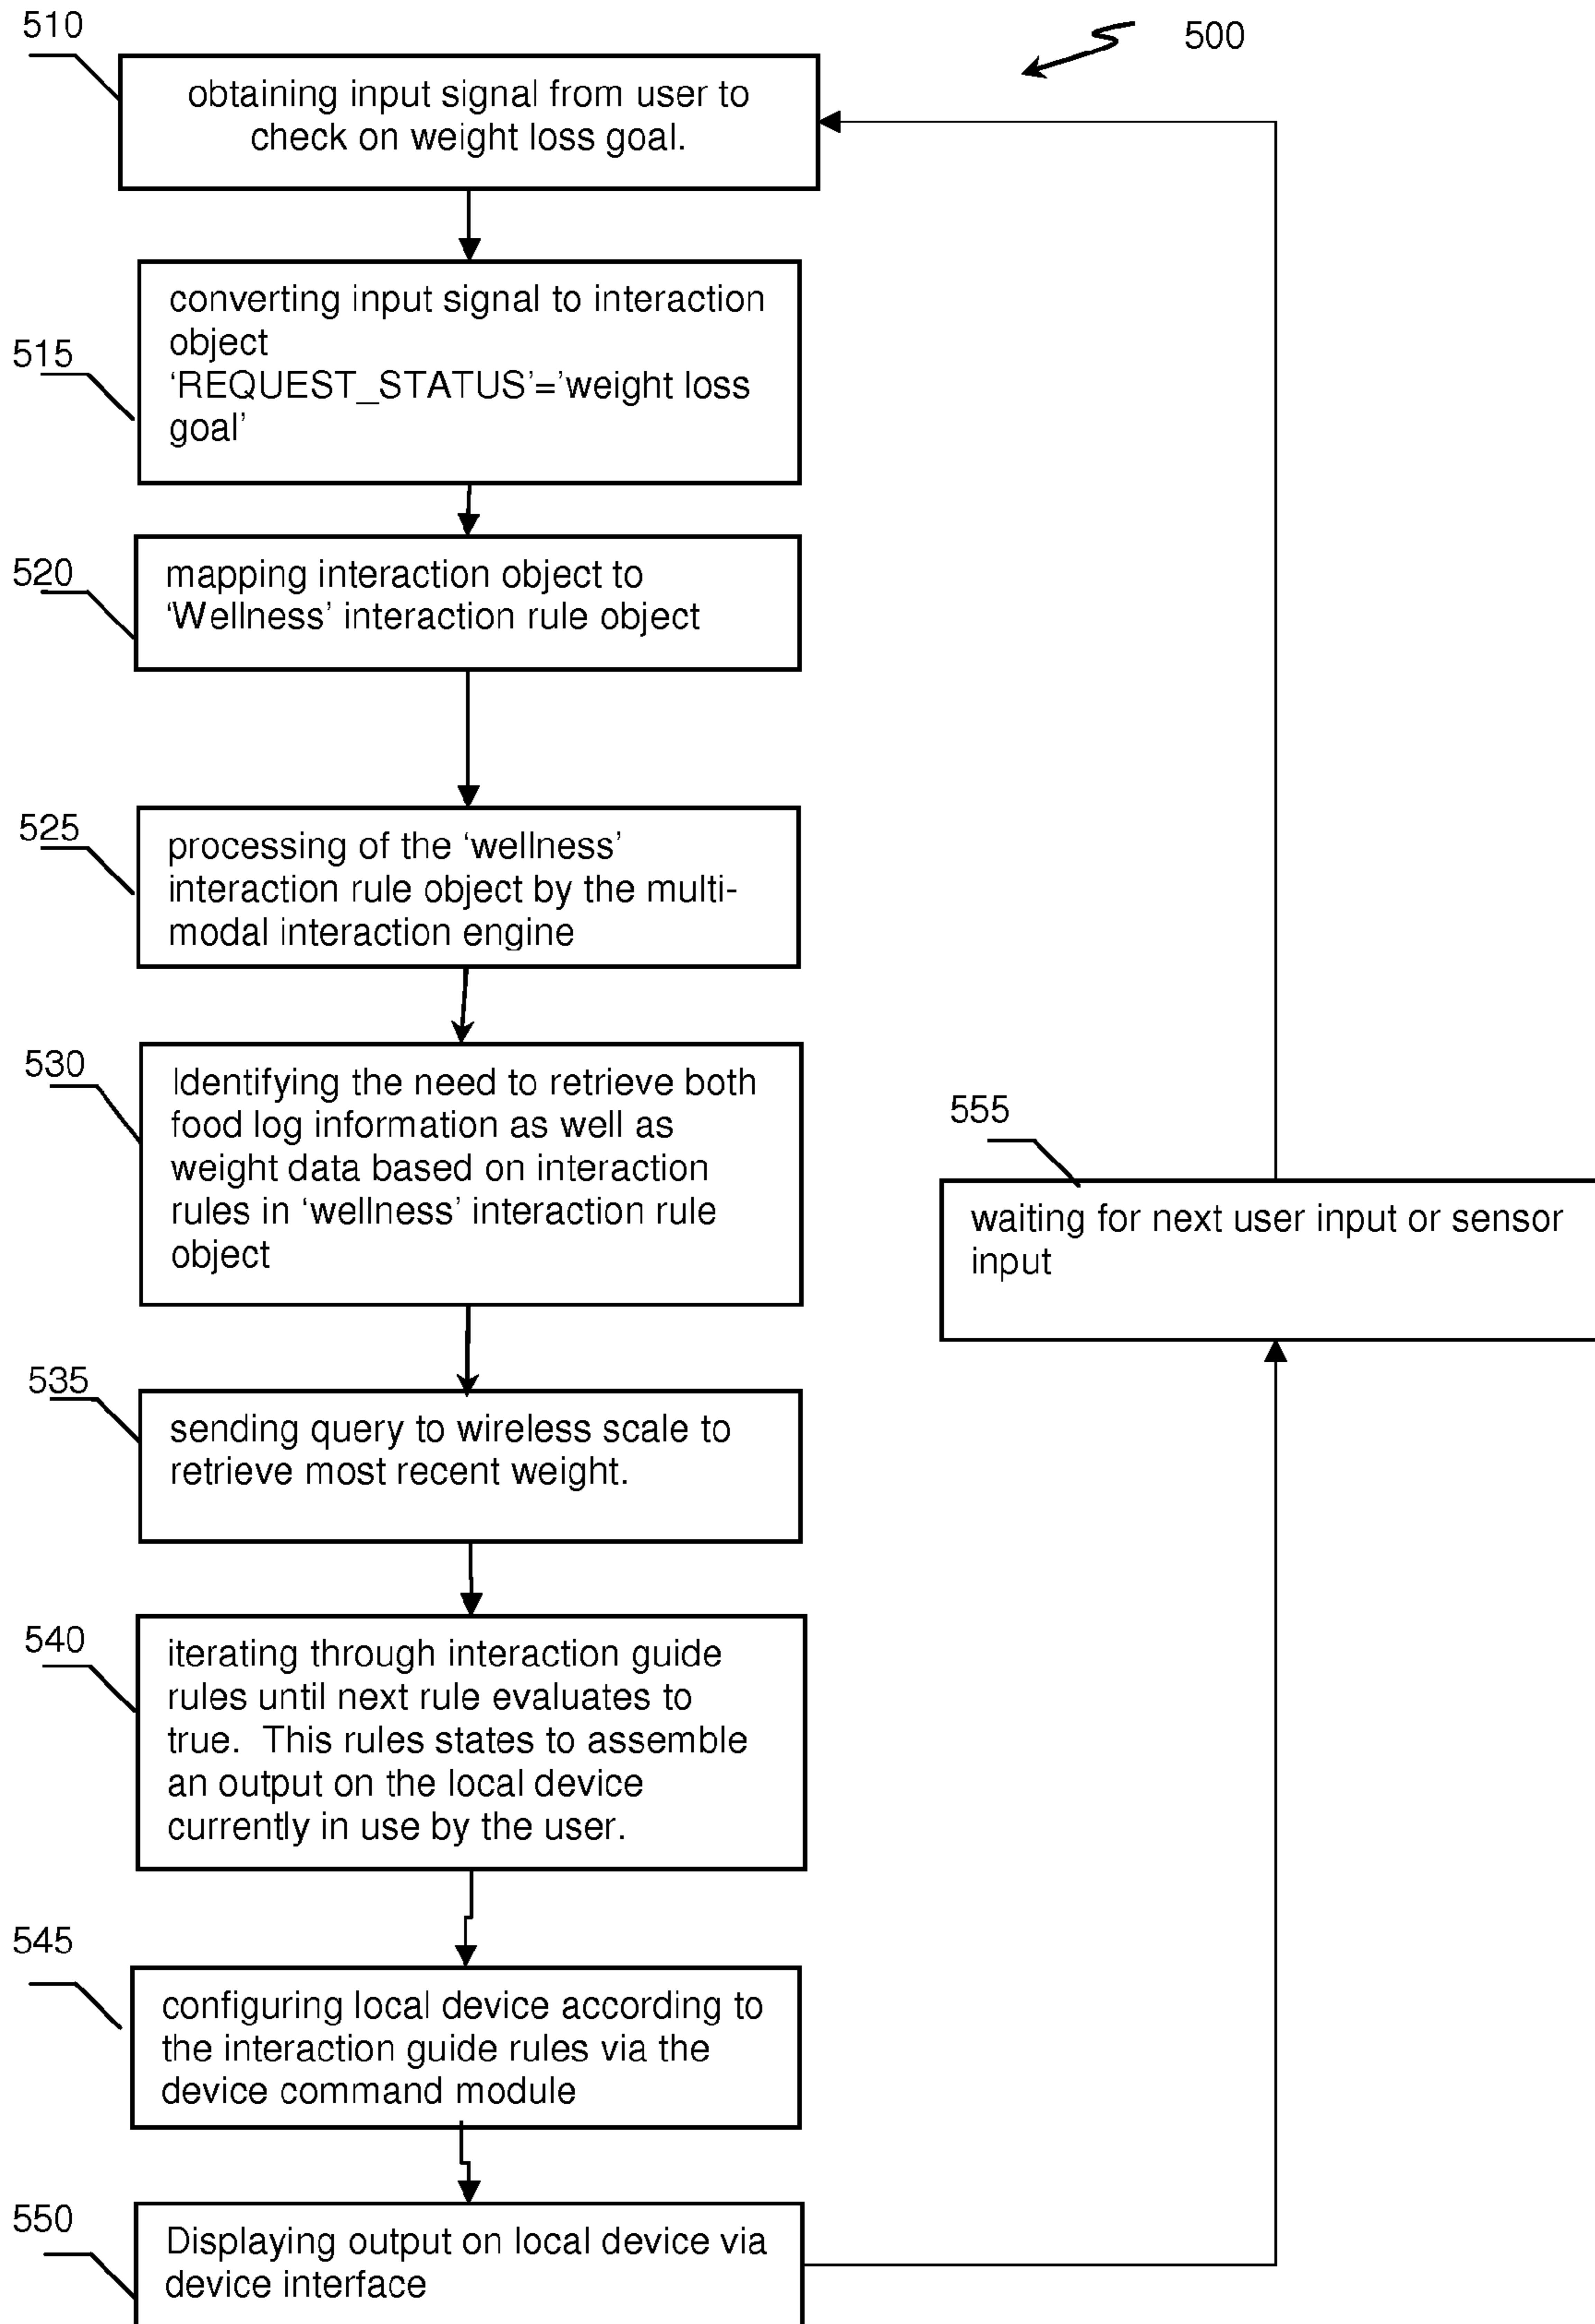 510
500
obtaining input signal from user to
check on weight loss goal.
515
converting input signal to interaction
object
‘REQUEST_STATUS’=’weight loss
goal’
520
mapping interaction object to
‘Wellness’ interaction rule object
525
processing of the ‘wellness’
interaction rule object by the multi-
modal interaction engine
530
Identifying the need to retrieve both
food log information as well as
weight data based on interaction
rules in ‘wellness’ interaction rule
object
535
sending query to wireless scale to
retrieve most recent weight.
540
iterating through interaction guide
rules until next rule evaluates to
true.  This rules states to assemble
an output on the local device
currently in use by the user.
545
configuring local device according to
the interaction guide rules via the
device command module
550
Displaying output on local device via
device interface
555
waiting for next user input or sensor
input